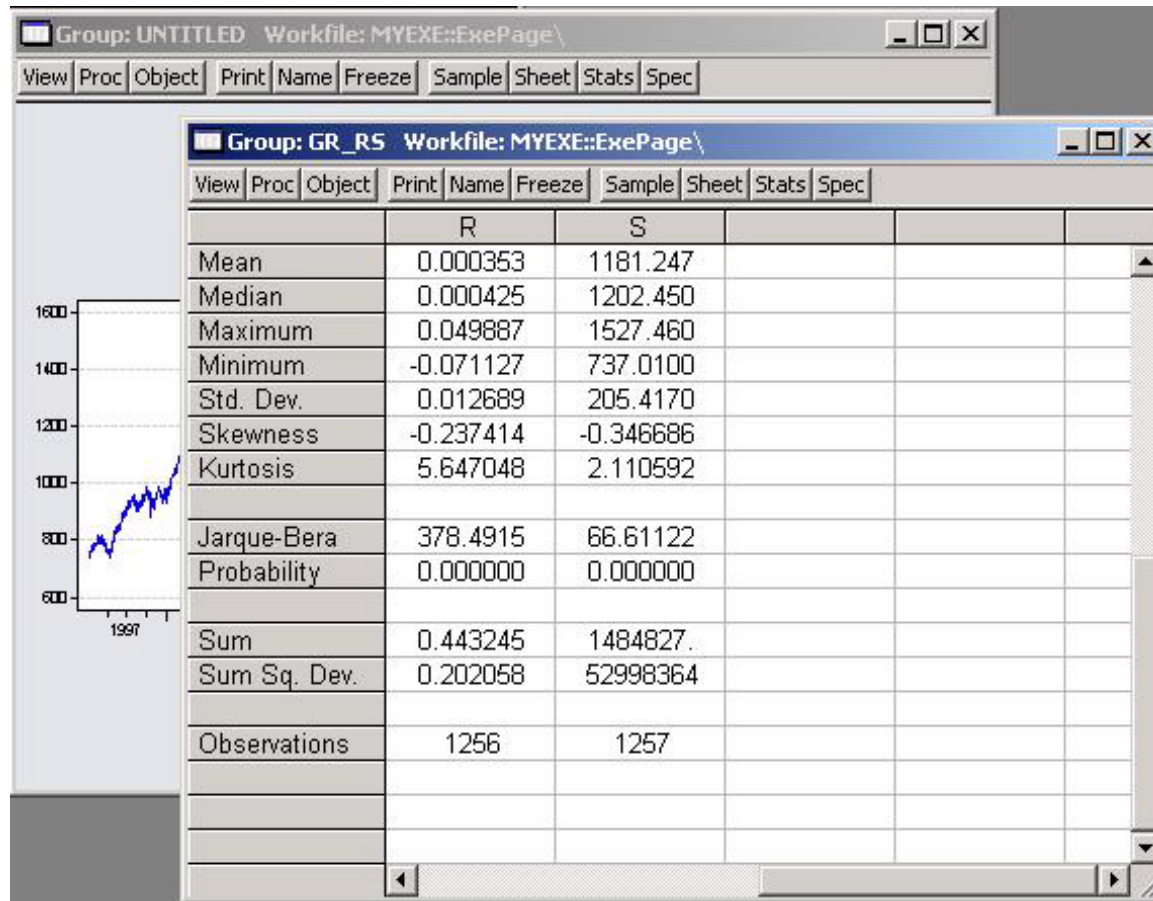 Group: UNTITLED Workfile: MYEXE::ExePage\
View Proc Object Print Name Freeze Sample Sheet Stats Spec
Group: GR_RS Workfile: MYEXE::ExePage\
View Proc Object Print Name Freeze Sample Sheet Stats Spec
R S
Mean 0.000353 1181.247
Median 0.000425 1202.450
Maximum 0.049887 1527.460
Minimum -0.071127 737.0100
Std. Dev. 0.012689 205.4170
Skewness -0.237414 -0.346686
Kurtosis 5.647048 2.110592
Jarque-Bera 378.4915 66.61122
Probability 0.000000 0.000000
Sum 0.443245 1484827.
Sum Sq. Dev. 0.202058 52998364
Observations 1256 1257
1600
1400
1200
1000
800
600
1997